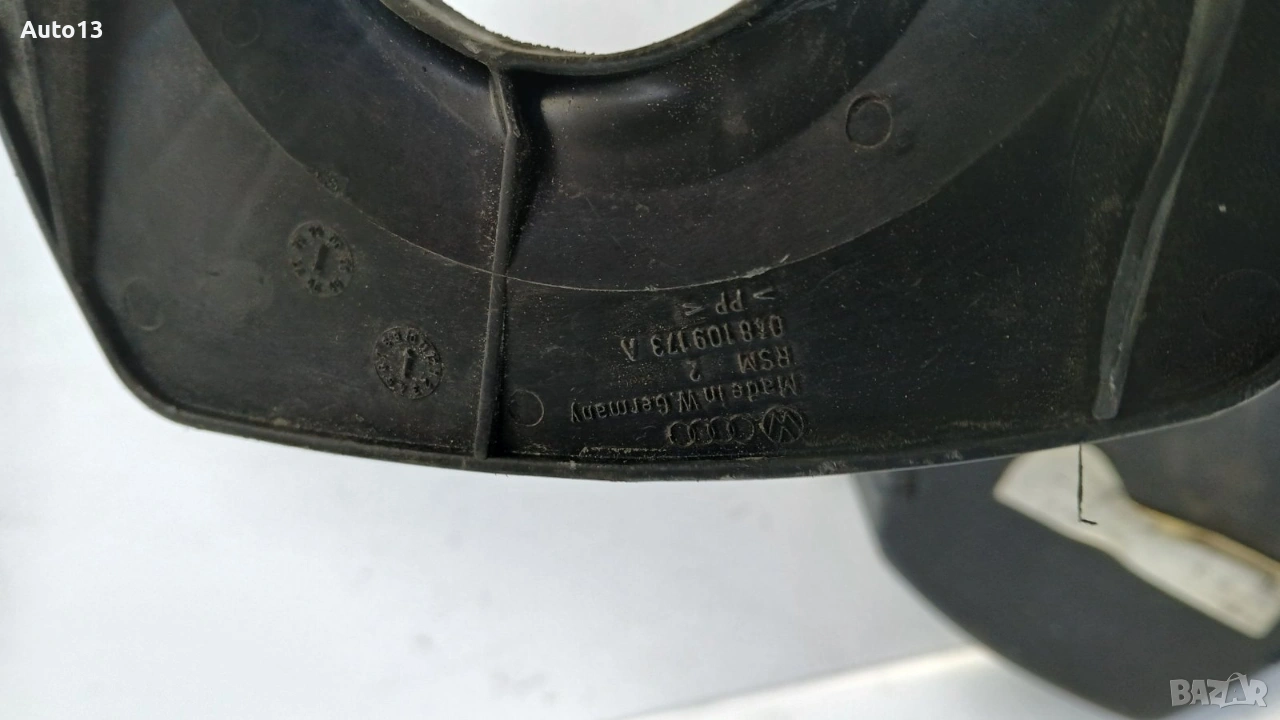 Auto13
Made in W.Germany
RSM 2
048 109 173 A
> PP <
BAZAR